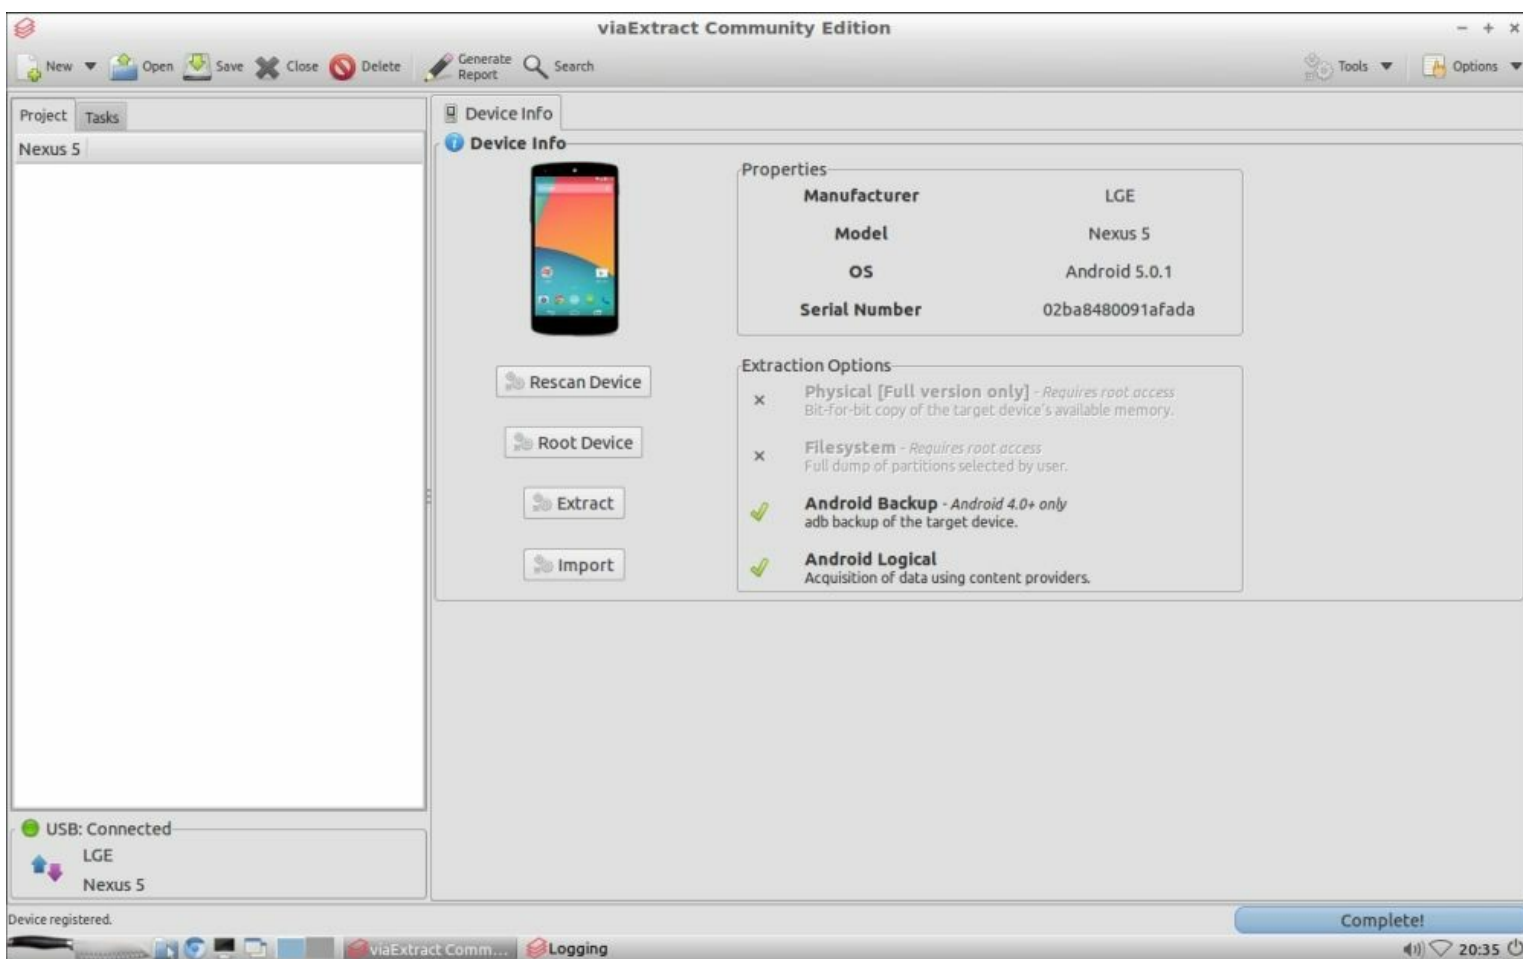 viaExtract Community Edition
New Open Save Close Delete Generate Report Search Tools Options
Project Tasks
Nexus 5
Device Info
Device Info
Properties
Manufacturer LGE
Model Nexus 5
OS Android 5.0.1
Serial Number 02ba8480091afada
Rescan Device
Root Device
Extract
Import
Extraction Options
Physical [Full version only] - Requires root access
Bit-for-bit copy of the target device's available memory.
Filesystem - Requires root access
Full dump of partitions selected by user.
Android Backup - Android 4.0+ only
adb backup of the target device.
Android Logical
Acquisition of data using content providers.
USB: Connected
LGE
Nexus 5
Device registered.
Complete!
viaExtract Comm... Logging 20:35